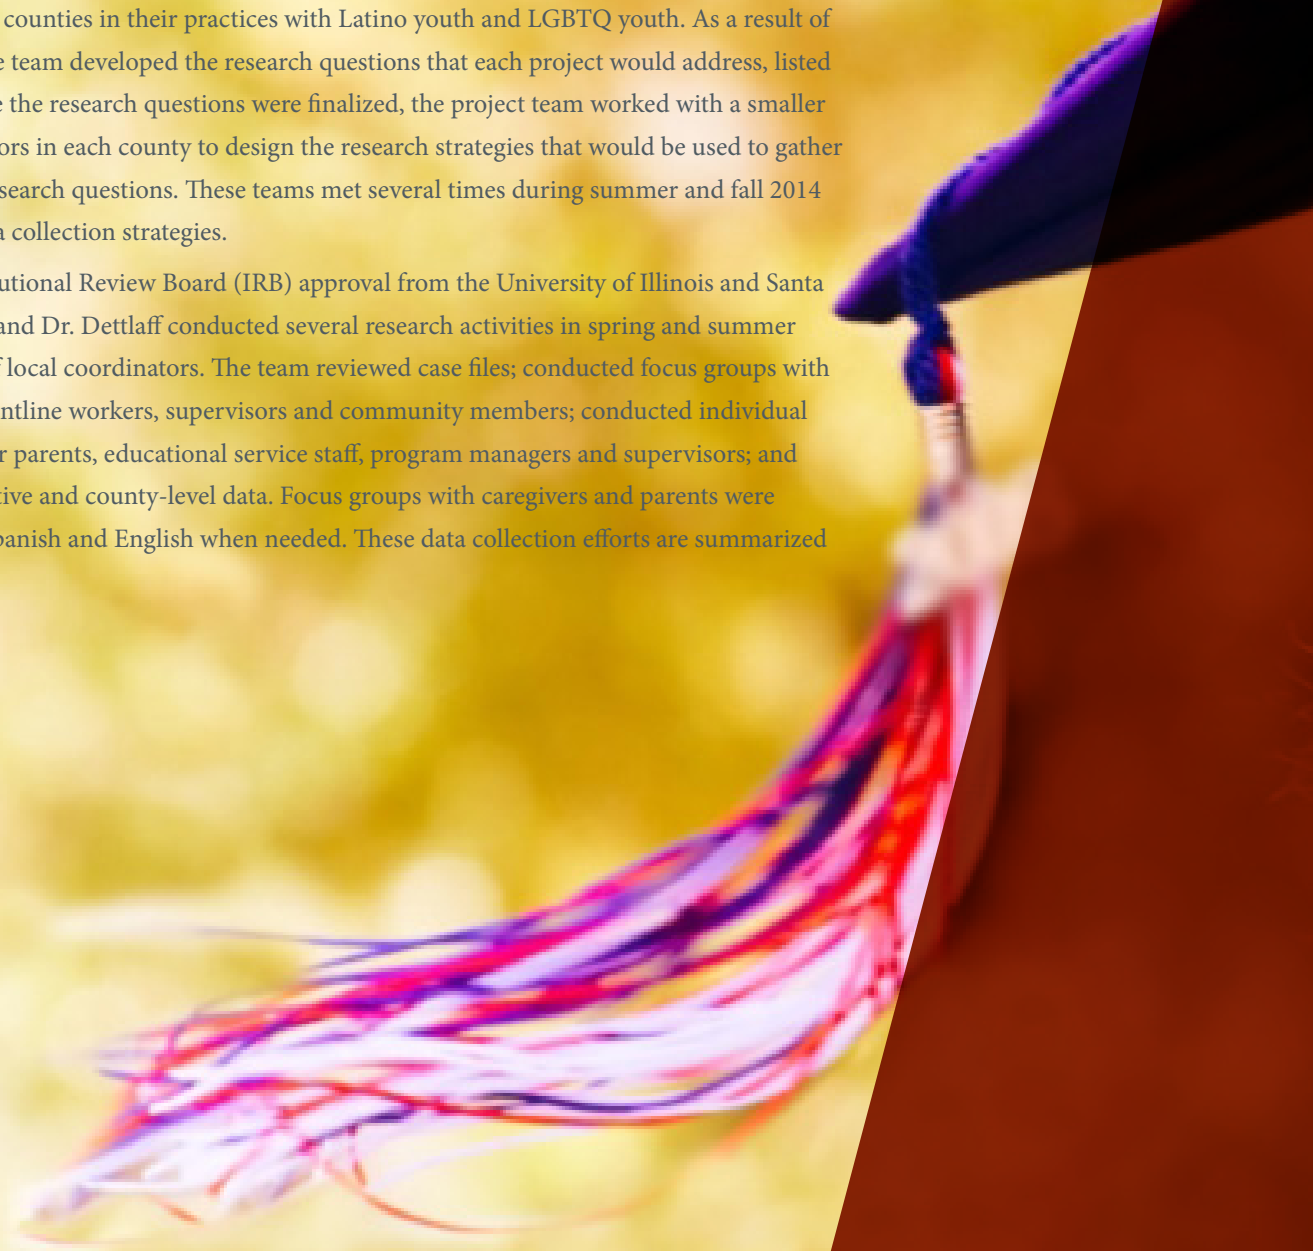 counties in their practices with Latino youth and LGBTQ youth. As a result of
team developed the research questions that each project would address, listed
the research questions were finalized, the project team worked with a smaller
in each county to design the research strategies that would be used to gather
questions. These teams met several times during summer and fall 2014
collection strategies.
Review Board (IRB) approval from the University of Illinois and Santa
and Dr. Dettlaff conducted several research activities in spring and summer
local coordinators. The team reviewed case files; conducted focus groups with
workers, supervisors and community members; conducted individual
parents, educational service staff, program managers and supervisors; and
and county-level data. Focus groups with caregivers and parents were
and English when needed. These data collection efforts are summarized